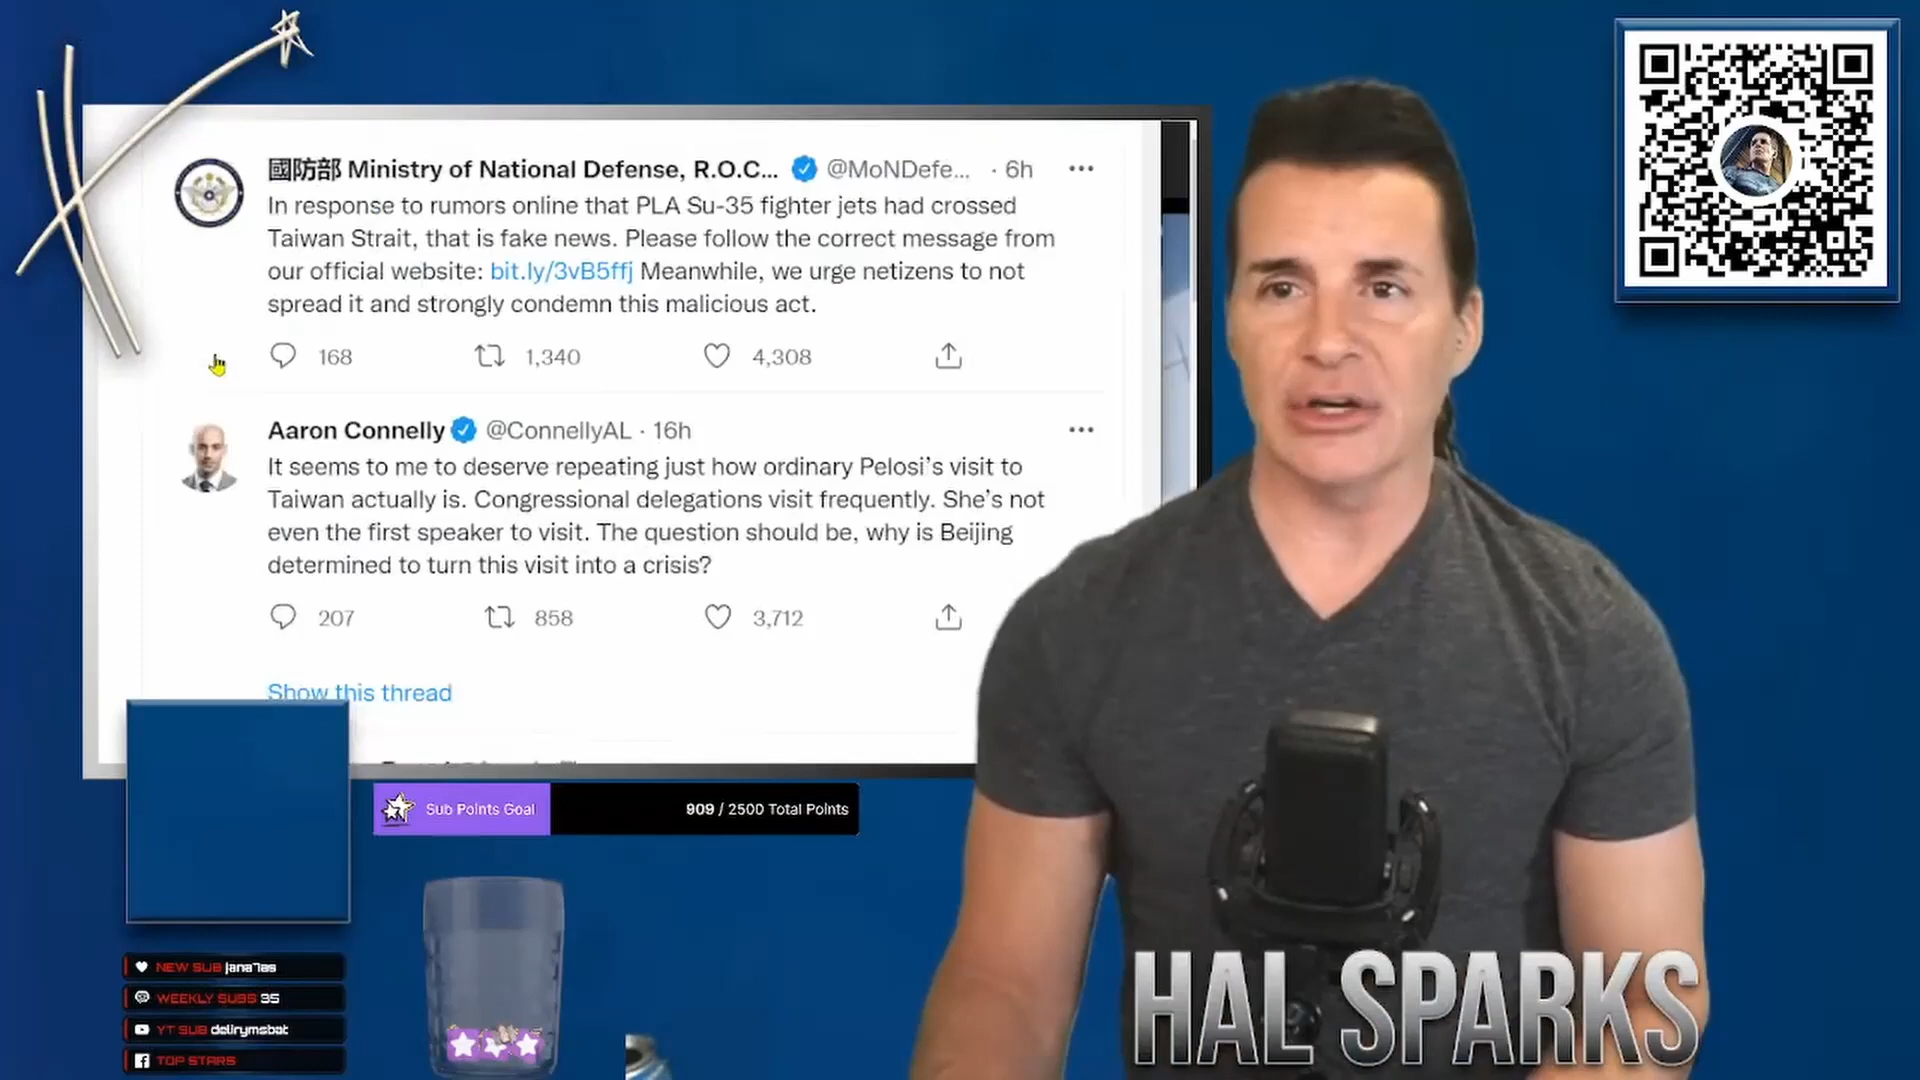 國防部 Ministry of National Defense, R.O.C... @MoNDefe... · 6h
In response to rumors online that PLA Su-35 fighter jets had crossed
Taiwan Strait, that is fake news. Please follow the correct message from
our official website: bit.ly/3vB5ffj Meanwhile, we urge netizens to not
spread it and strongly condemn this malicious act.
168 1,340 4,308
Aaron Connelly @ConnellyAL · 16h
It seems to me to deserve repeating just how ordinary Pelosi’s visit to
Taiwan actually is. Congressional delegations visit frequently. She’s not
even the first speaker to visit. The question should be, why is Beijing
determined to turn this visit into a crisis?
207 858 3,712
Show this thread
Sub Points Goal 909 / 2500 Total Points
NEW SUB jana7as
WEEKLY SUBS 35
YT SUB delirymsbat
TOP STARS
HAL SPARKS